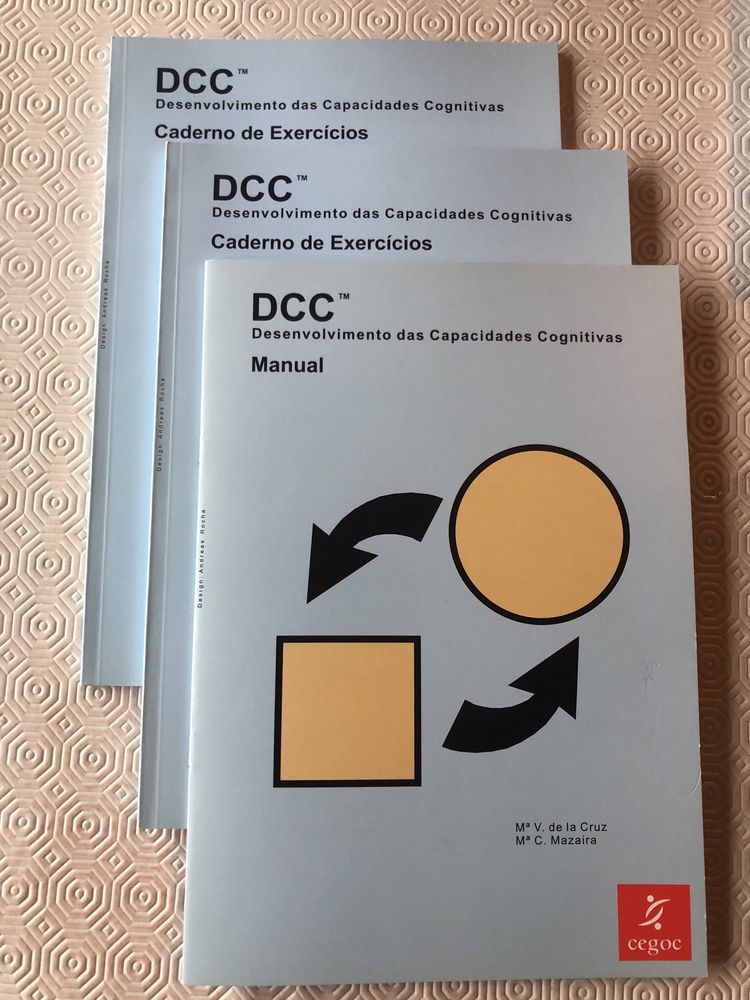 DCC™
Desenvolvimento das Capacidades Cognitivas
Caderno de Exercícios
Design: Andreas Rocha
DCC™
Desenvolvimento das Capacidades Cognitivas
Caderno de Exercícios
Design: Andreas Rocha
DCC™
Desenvolvimento das Capacidades Cognitivas
Manual
Design: Andreas Rocha
Mª V. de la Cruz
Mª C. Mazaira
cegoc